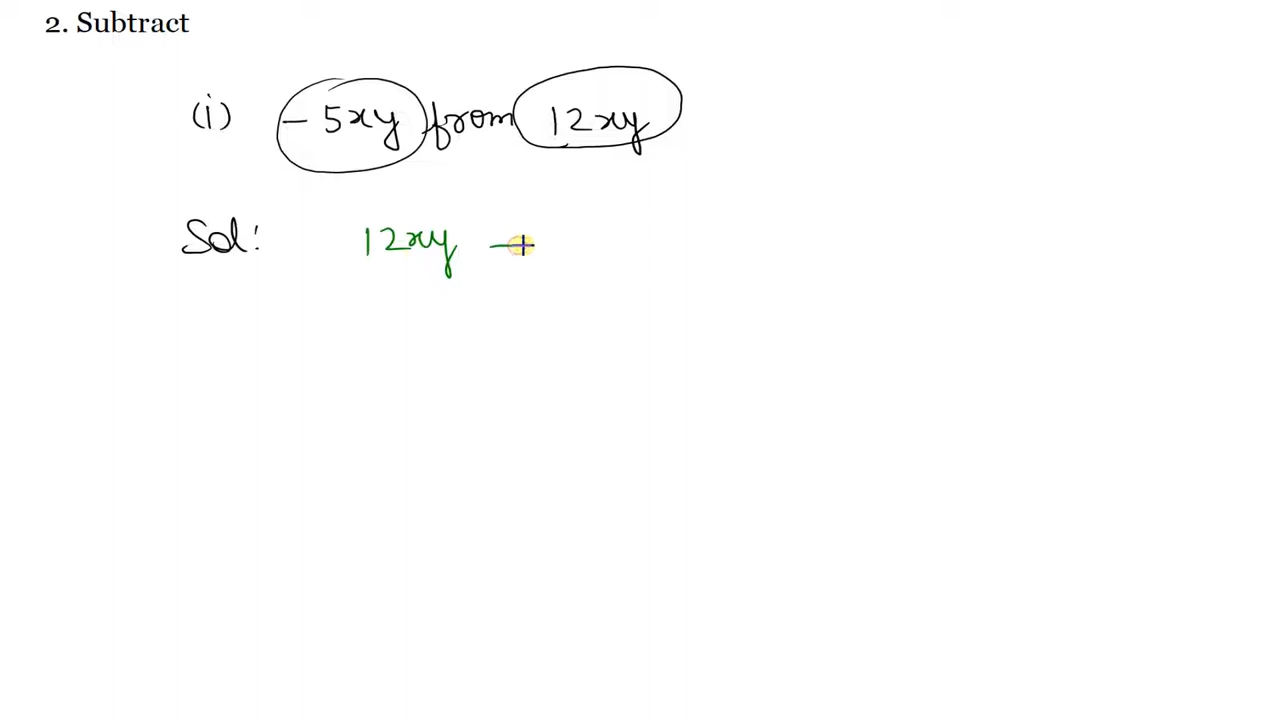 2. Subtract
(i) - 5xy from 12xy
Sol: 12xy -